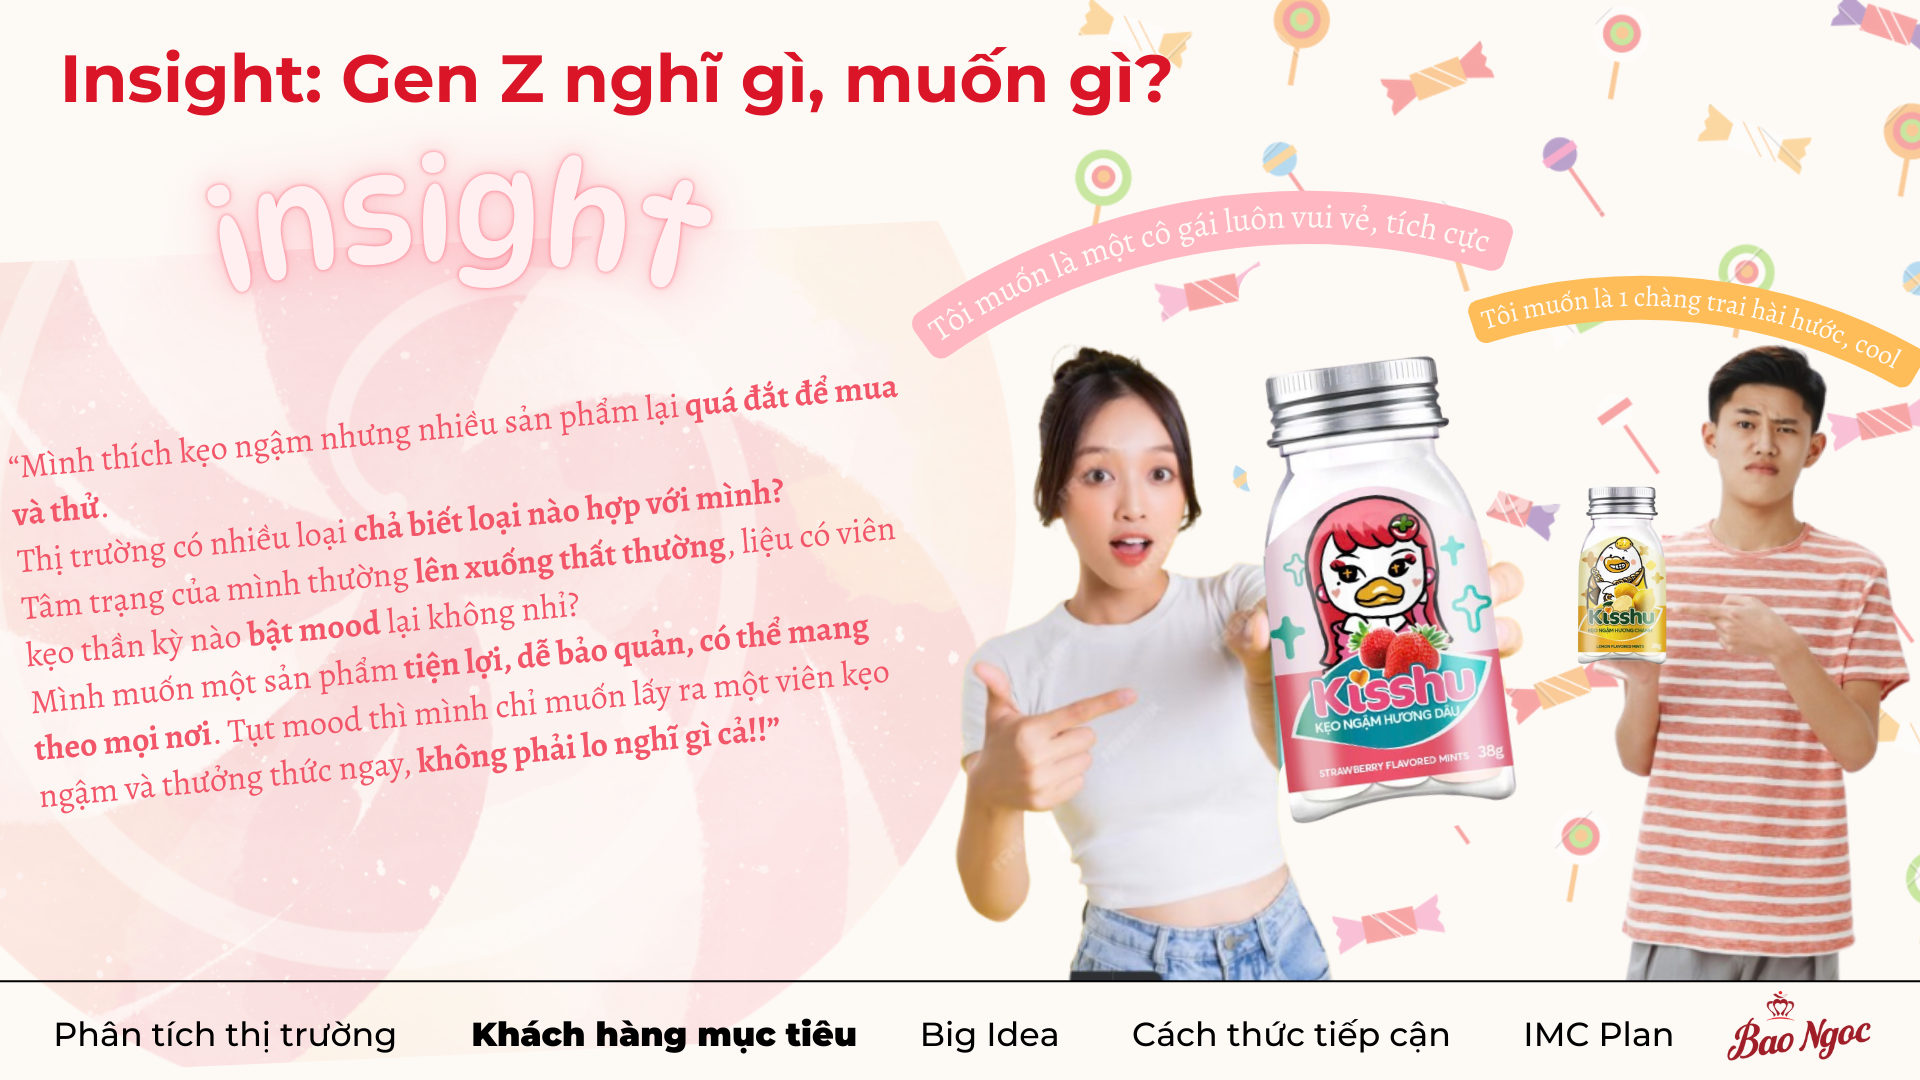 Insight: Gen Z nghĩ gì, muốn gì?
insight
Tôi muốn là một cô gái luôn vui vẻ, tích cực
Tôi muốn là 1 chàng trai hài hước, cool
“Mình thích kẹo ngậm nhưng nhiều sản phẩm lại quá đắt để mua
và thử.
Thị trường có nhiều loại chả biết loại nào hợp với mình?
Tâm trạng của mình thường lên xuống thất thường, liệu có viên
kẹo thần kỳ nào bật mood lại không nhỉ?
Mình muốn một sản phẩm tiện lợi, dễ bảo quản, có thể mang
theo mọi nơi. Tụt mood thì mình chỉ muốn lấy ra một viên kẹo
ngậm và thưởng thức ngay, không phải lo nghĩ gì cả!!”
Kisshu
KẸO NGẬM HƯƠNG DÂU
STRAWBERRY FLAVORED MINTS 38g
Kisshu
KẸO NGẬM HƯƠNG CHANH
LEMON FLAVORED MINTS
Phân tích thị trường
Khách hàng mục tiêu
Big Idea
Cách thức tiếp cận
IMC Plan
Bao Ngoc